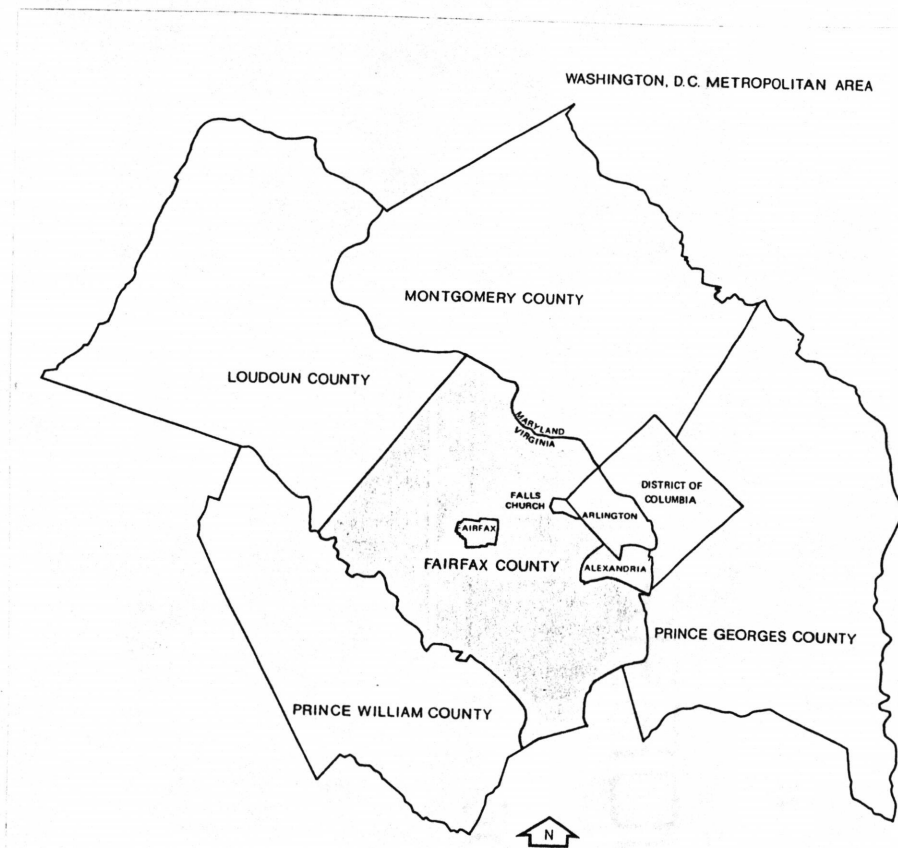 WASHINGTON, D.C. METROPOLITAN AREA
MONTGOMERY COUNTY
LOUDOUN COUNTY
MARYLAND
VIRGINIA
DISTRICT OF
COLUMBIA
FALLS
CHURCH
ARLINGTON
FAIRFAX
FAIRFAX COUNTY
ALEXANDRIA
PRINCE GEORGES COUNTY
PRINCE WILLIAM COUNTY
N